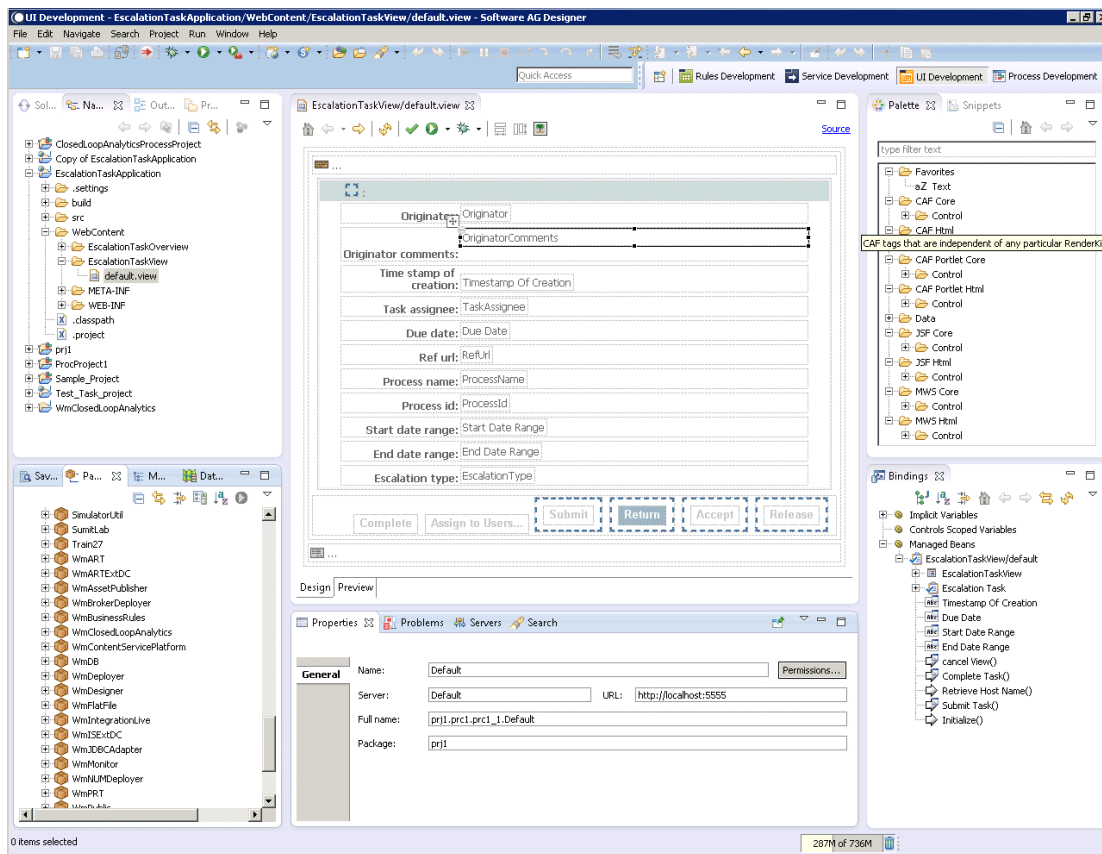 UI Development - EscalationTaskApplication/WebContent/EscalationTaskView/default.view - Software AG Designer
File Edit Navigate Search Project Run Window Help
Quick Access
Rules Development
Service Development
UI Development
Process Development
Sol...
Na...
Out...
Pr...
ClosedLoopAnalyticsProcessProject
Copy of EscalationTaskApplication
EscalationTaskApplication
.settings
build
src
WebContent
EscalationTaskOverview
EscalationTaskView
default.view
META-INF
WEB-INF
.classpath
.project
prj1
ProcProject1
Sample_Project
Test_Task_project
WmClosedLoopAnalytics
EscalationTaskView/default.view
Source
...
:
Originator: Originator
Originator comments: OriginatorComments
Time stamp of
creation: Timestamp Of Creation
Task assignee: TaskAssignee
Due date: Due Date
Ref url: RefUrl
Process name: ProcessName
Process id: ProcessId
Start date range: Start Date Range
End date range: End Date Range
Escalation type: EscalationType
Complete
Assign to Users...
Submit
Return
Accept
Release
...
Design
Preview
Palette
Snippets
type filter text
Favorites
aZ Text
CAF Core
Control
CAF Html
CAF tags that are independent of any particular RenderKi
CAF Portlet Core
Control
CAF Portlet Html
Control
Data
JSF Core
Control
JSF Html
Control
MWS Core
Control
MWS Html
Control
Sav...
Pa...
M...
Dat...
SimulatorUtil
SumitLab
Train27
WmART
WmARTExtDC
WmAssetPublisher
WmBrokerDeployer
WmBusinessRules
WmClosedLoopAnalytics
WmContentServicePlatform
WmDB
WmDeployer
WmDesigner
WmFlatFile
WmIntegrationLive
WmISExtDC
WmJDBCAdapter
WmMonitor
WmNUMDeployer
WmPRT
WmPublic
Properties
Problems
Servers
Search
General
Name: Default
Permissions...
Server: Default
URL: http://localhost:5555
Full name: prj1.prc1.prc1_1.Default
Package: prj1
Bindings
Implicit Variables
Controls Scoped Variables
Managed Beans
EscalationTaskView/default
EscalationTaskView
Escalation Task
Timestamp Of Creation
Due Date
Start Date Range
End Date Range
cancel View()
Complete Task()
Retrieve Host Name()
Submit Task()
Initialize()
0 items selected
287M of 736M